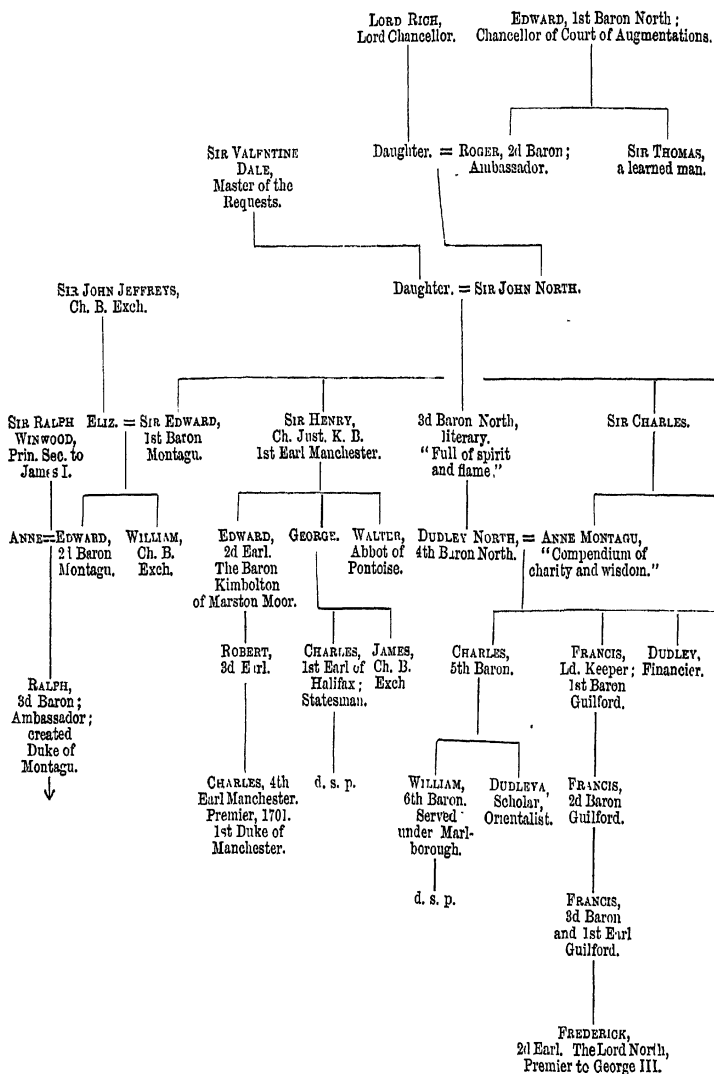 LORD RICH,
Lord Chancellor.
EDWARD, 1st Baron North ;
Chancellor of Court of Augmentations.
SIR VALENTINE
DALE,
Master of the
Requests.
Daughter. = ROGER, 2d Baron ;
Ambassador.
SIR THOMAS,
a learned man.
SIR JOHN JEFFREYS,
Ch. B. Exch.
Daughter. = SIR JOHN NORTH.
SIR RALPH
WINWOOD,
Prin. Sec. to
James I.
ELIZ. = SIR EDWARD,
1st Baron
Montagu.
SIR HENRY,
Ch. Just. K. B.
1st Earl Manchester.
3d Baron North,
literary.
"Full of spirit
and flame."
SIR CHARLES.
ANNE=EDWARD,
2d Baron
Montagu.
WILLIAM,
Ch. B.
Exch.
EDWARD,
2d Earl.
The Baron
Kimbolton
of Marston Moor.
GEORGE.
WALTER,
Abbot of
Pontoise.
DUDLEY NORTH, = ANNE MONTAGU,
4th Baron North.
"Compendium of
charity and wisdom."
RALPH,
3d Baron;
Ambassador;
created
Duke of
Montagu.
ROBERT,
3d Earl.
CHARLES,
1st Earl of
Halifax ;
Statesman.
JAMES,
Ch. B.
Exch
CHARLES,
5th Baron.
FRANCIS,
Ld. Keeper ;
1st Baron
Guilford.
DUDLEY,
Financier.
CHARLES, 4th
Earl Manchester.
Premier, 1701.
1st Duke of
Manchester.
d. s. p.
WILLIAM,
6th Baron.
Served
under Marl-
borough.
DUDLEYA,
Scholar,
Orientalist.
FRANCIS,
2d Baron
Guilford.
d. s. p.
FRANCIS,
3d Baron
and 1st Earl
Guilford.
FREDERICK,
2d Earl. The Lord North,
Premier to George III.